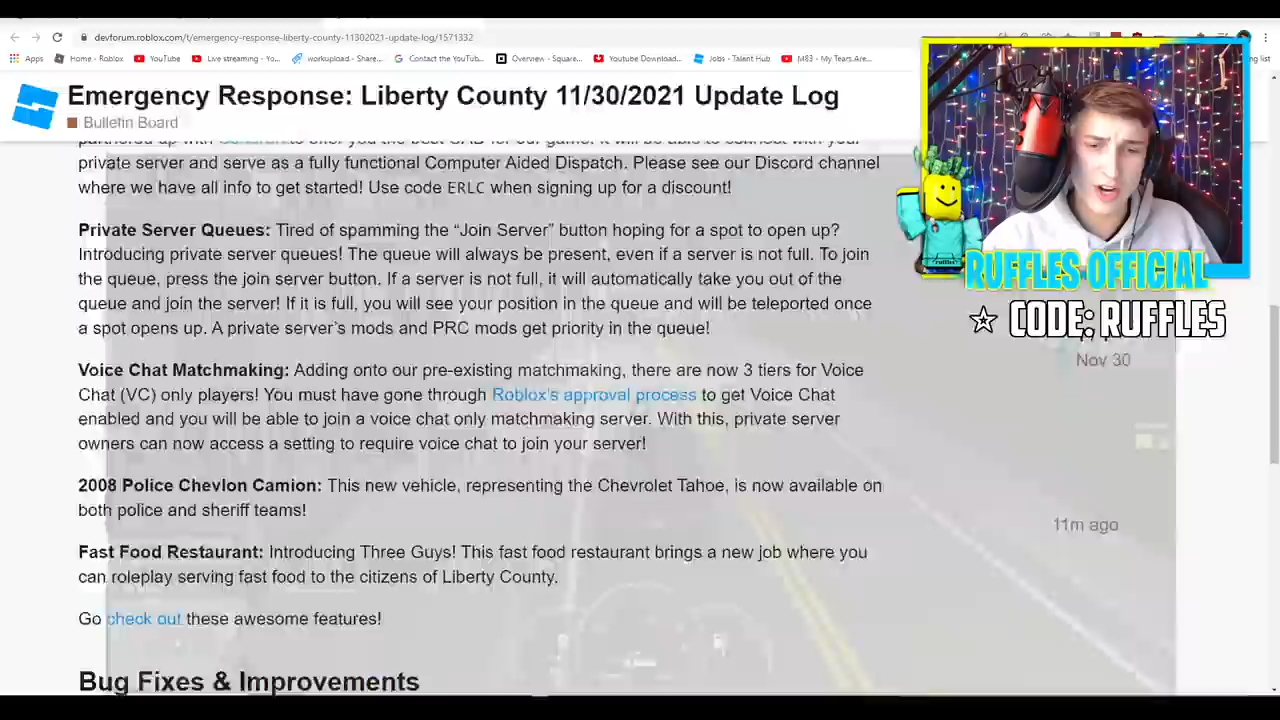 devforum.roblox.com/t/emergency-response-liberty-county-11302021-update-log/1571332
Apps Home - Roblox YouTube Live streaming - Yo... workupload - Share... Contact the YouTub... Overview - Square... Youtube Download... Jobs - Talent Hub M83 - My Tears Are...
Emergency Response: Liberty County 11/30/2021 Update Log
Bulletin Board
private server and serve as a fully functional Computer Aided Dispatch. Please see our Discord channel
where we have all info to get started! Use code ERLC when signing up for a discount!
Private Server Queues: Tired of spamming the “Join Server” button hoping for a spot to open up?
Introducing private server queues! The queue will always be present, even if a server is not full. To join
the queue, press the join server button. If a server is not full, it will automatically take you out of the
queue and join the server! If it is full, you will see your position in the queue and will be teleported once
a spot opens up. A private server’s mods and PRC mods get priority in the queue!
Voice Chat Matchmaking: Adding onto our pre-existing matchmaking, there are now 3 tiers for Voice
Chat (VC) only players! You must have gone through Roblox's approval process to get Voice Chat
enabled and you will be able to join a voice chat only matchmaking server. With this, private server
owners can now access a setting to require voice chat to join your server!
2008 Police Chevlon Camion: This new vehicle, representing the Chevrolet Tahoe, is now available on
both police and sheriff teams!
Fast Food Restaurant: Introducing Three Guys! This fast food restaurant brings a new job where you
can roleplay serving fast food to the citizens of Liberty County.
Go check out these awesome features!
Bug Fixes & Improvements
RUFFLES OFFICIAL
CODE: RUFFLES
Nov 30
11m ago